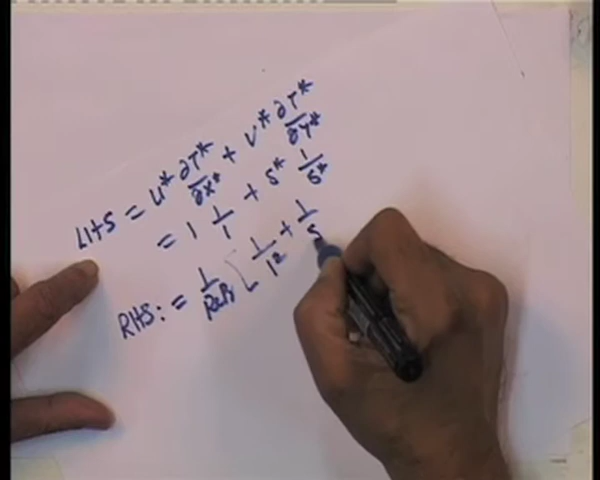 LHS = U* ∂T*/∂X* + V* ∂T*/∂Y*
= 1 1/1 + δ* 1/δ*
RHS: = 1/RePr [ 1/1² + 1/δ